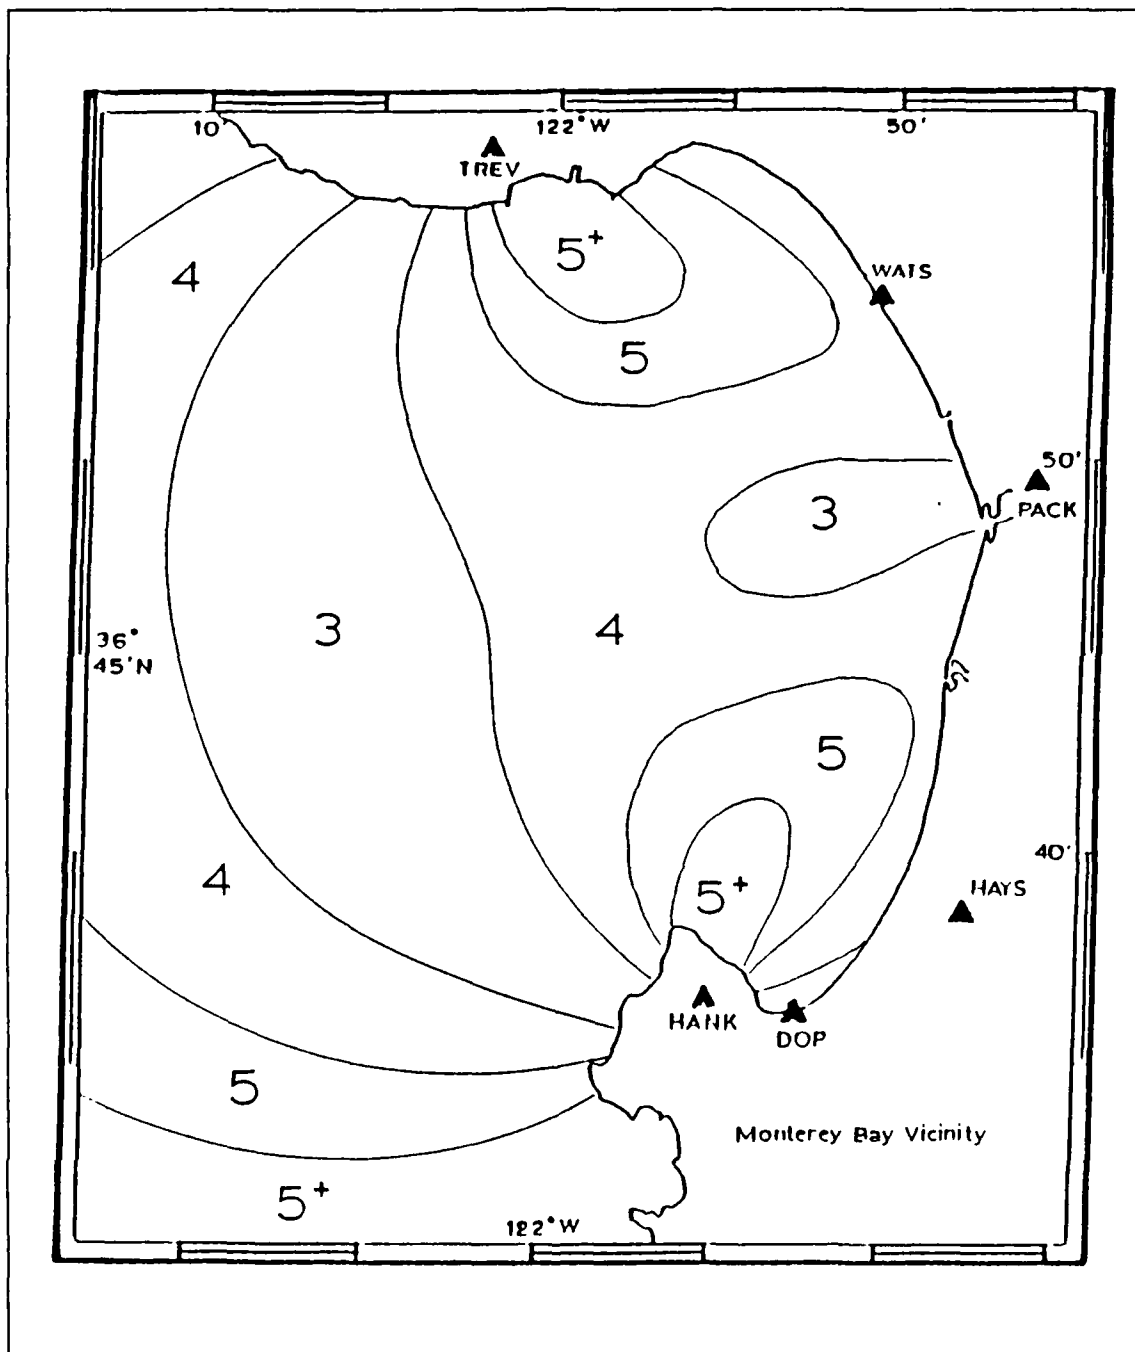 10' 122°W 50'
TREV
5+
4
WATS
5
50'
3 PACK
3 4
36°
45'N
5
40'
4 5+
HAYS
HANK
DOP
5
Monterey Bay Vicinity
5+
122°W